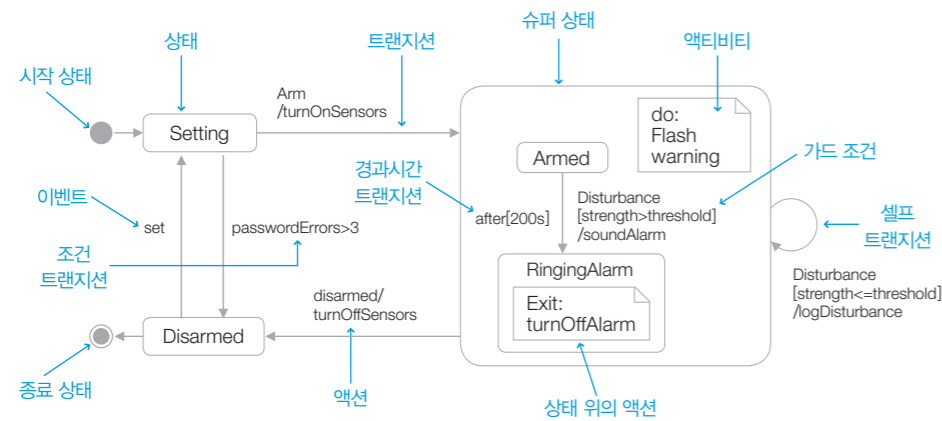 슈퍼 상태
상태
트랜지션
액티비티
시작 상태
Arm
/turnOnSensors
do:
Flash
warning
Setting
Armed
가드 조건
경과시간
트랜지션
이벤트
set
passwordErrors>3
after[200s]
Disturbance
[strength>threshold]
/soundAlarm
셀프
트랜지션
조건
트랜지션
RingingAlarm
Exit:
turnOffAlarm
Disturbance
[strength<=threshold]
/logDisturbance
disarmed/
turnOffSensors
Disarmed
종료 상태
액션
상태 위의 액션